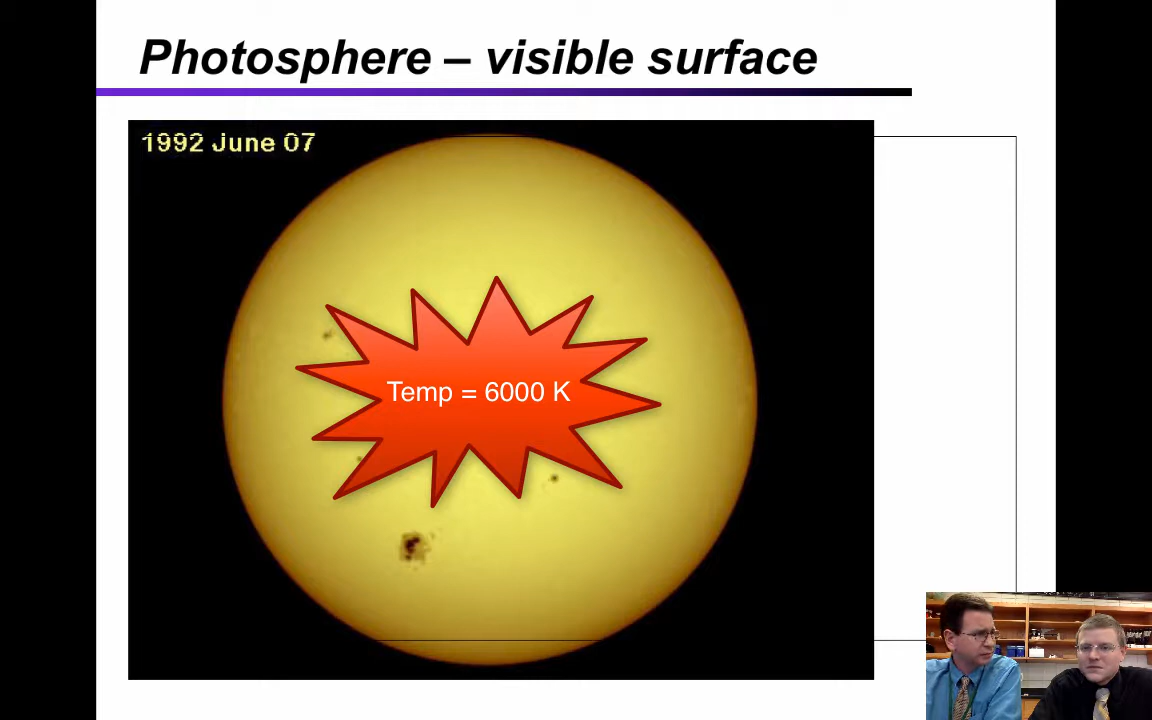 Photosphere – visible surface
1992 June 07
Temp = 6000 K